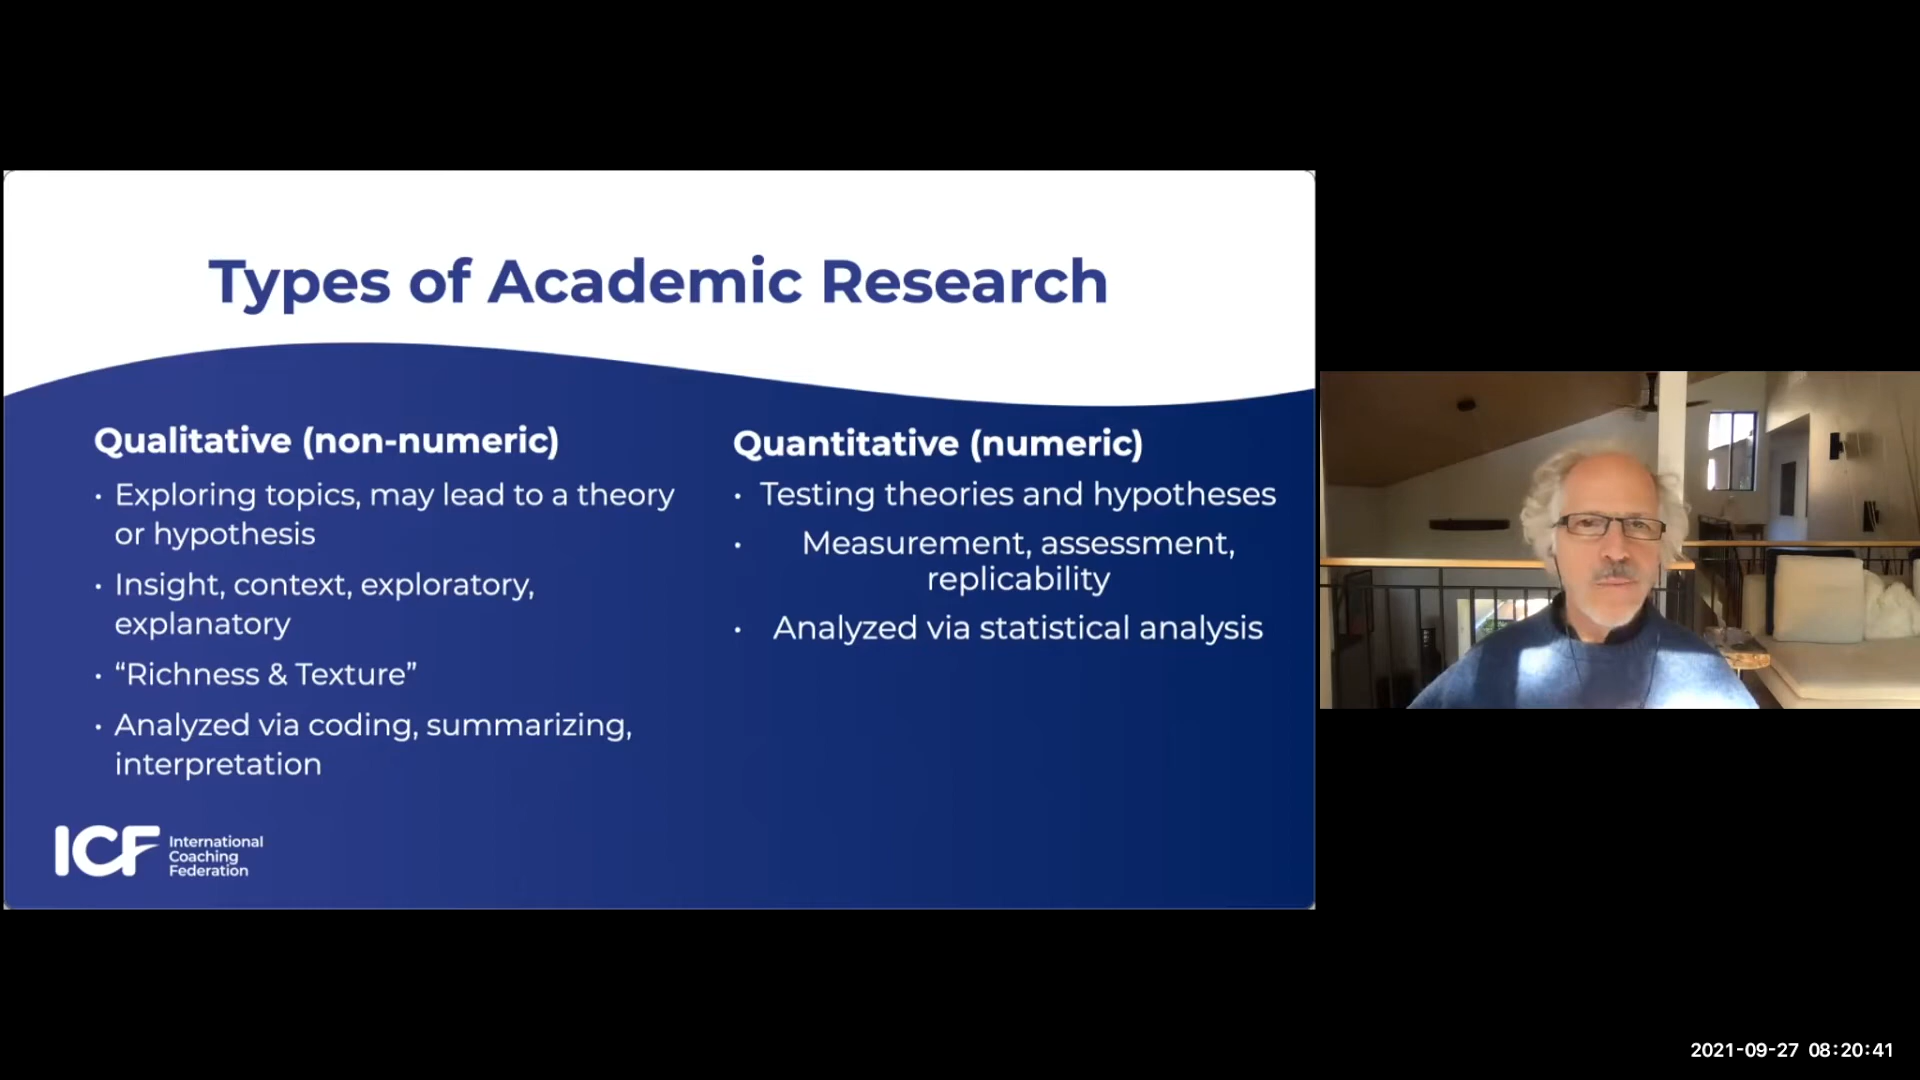 Types of Academic Research
Qualitative (non-numeric)
• Exploring topics, may lead to a theory
or hypothesis
• Insight, context, exploratory,
explanatory
• “Richness & Texture”
• Analyzed via coding, summarizing,
interpretation
Quantitative (numeric)
• Testing theories and hypotheses
• Measurement, assessment,
replicability
• Analyzed via statistical analysis
ICF
International
Coaching
Federation
2021-09-27 08:20:41